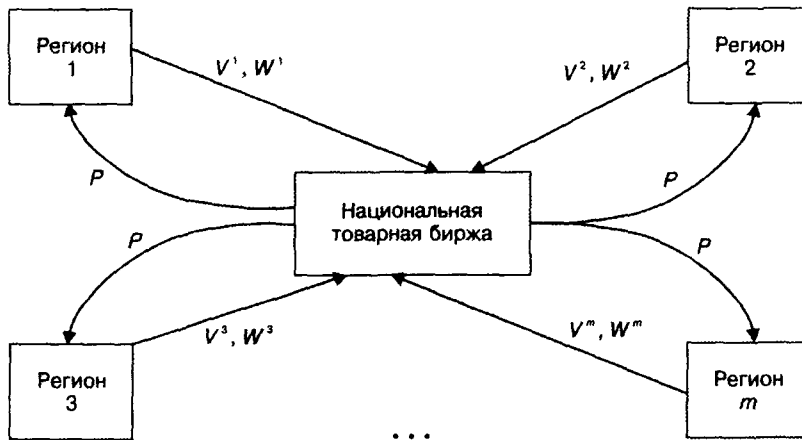 Регион
1
V¹, W¹
V², W²
Регион
2
P
P
Национальная
товарная биржа
P
P
V³, W³
Vᵐ, Wᵐ
Регион
3
Регион
m
...